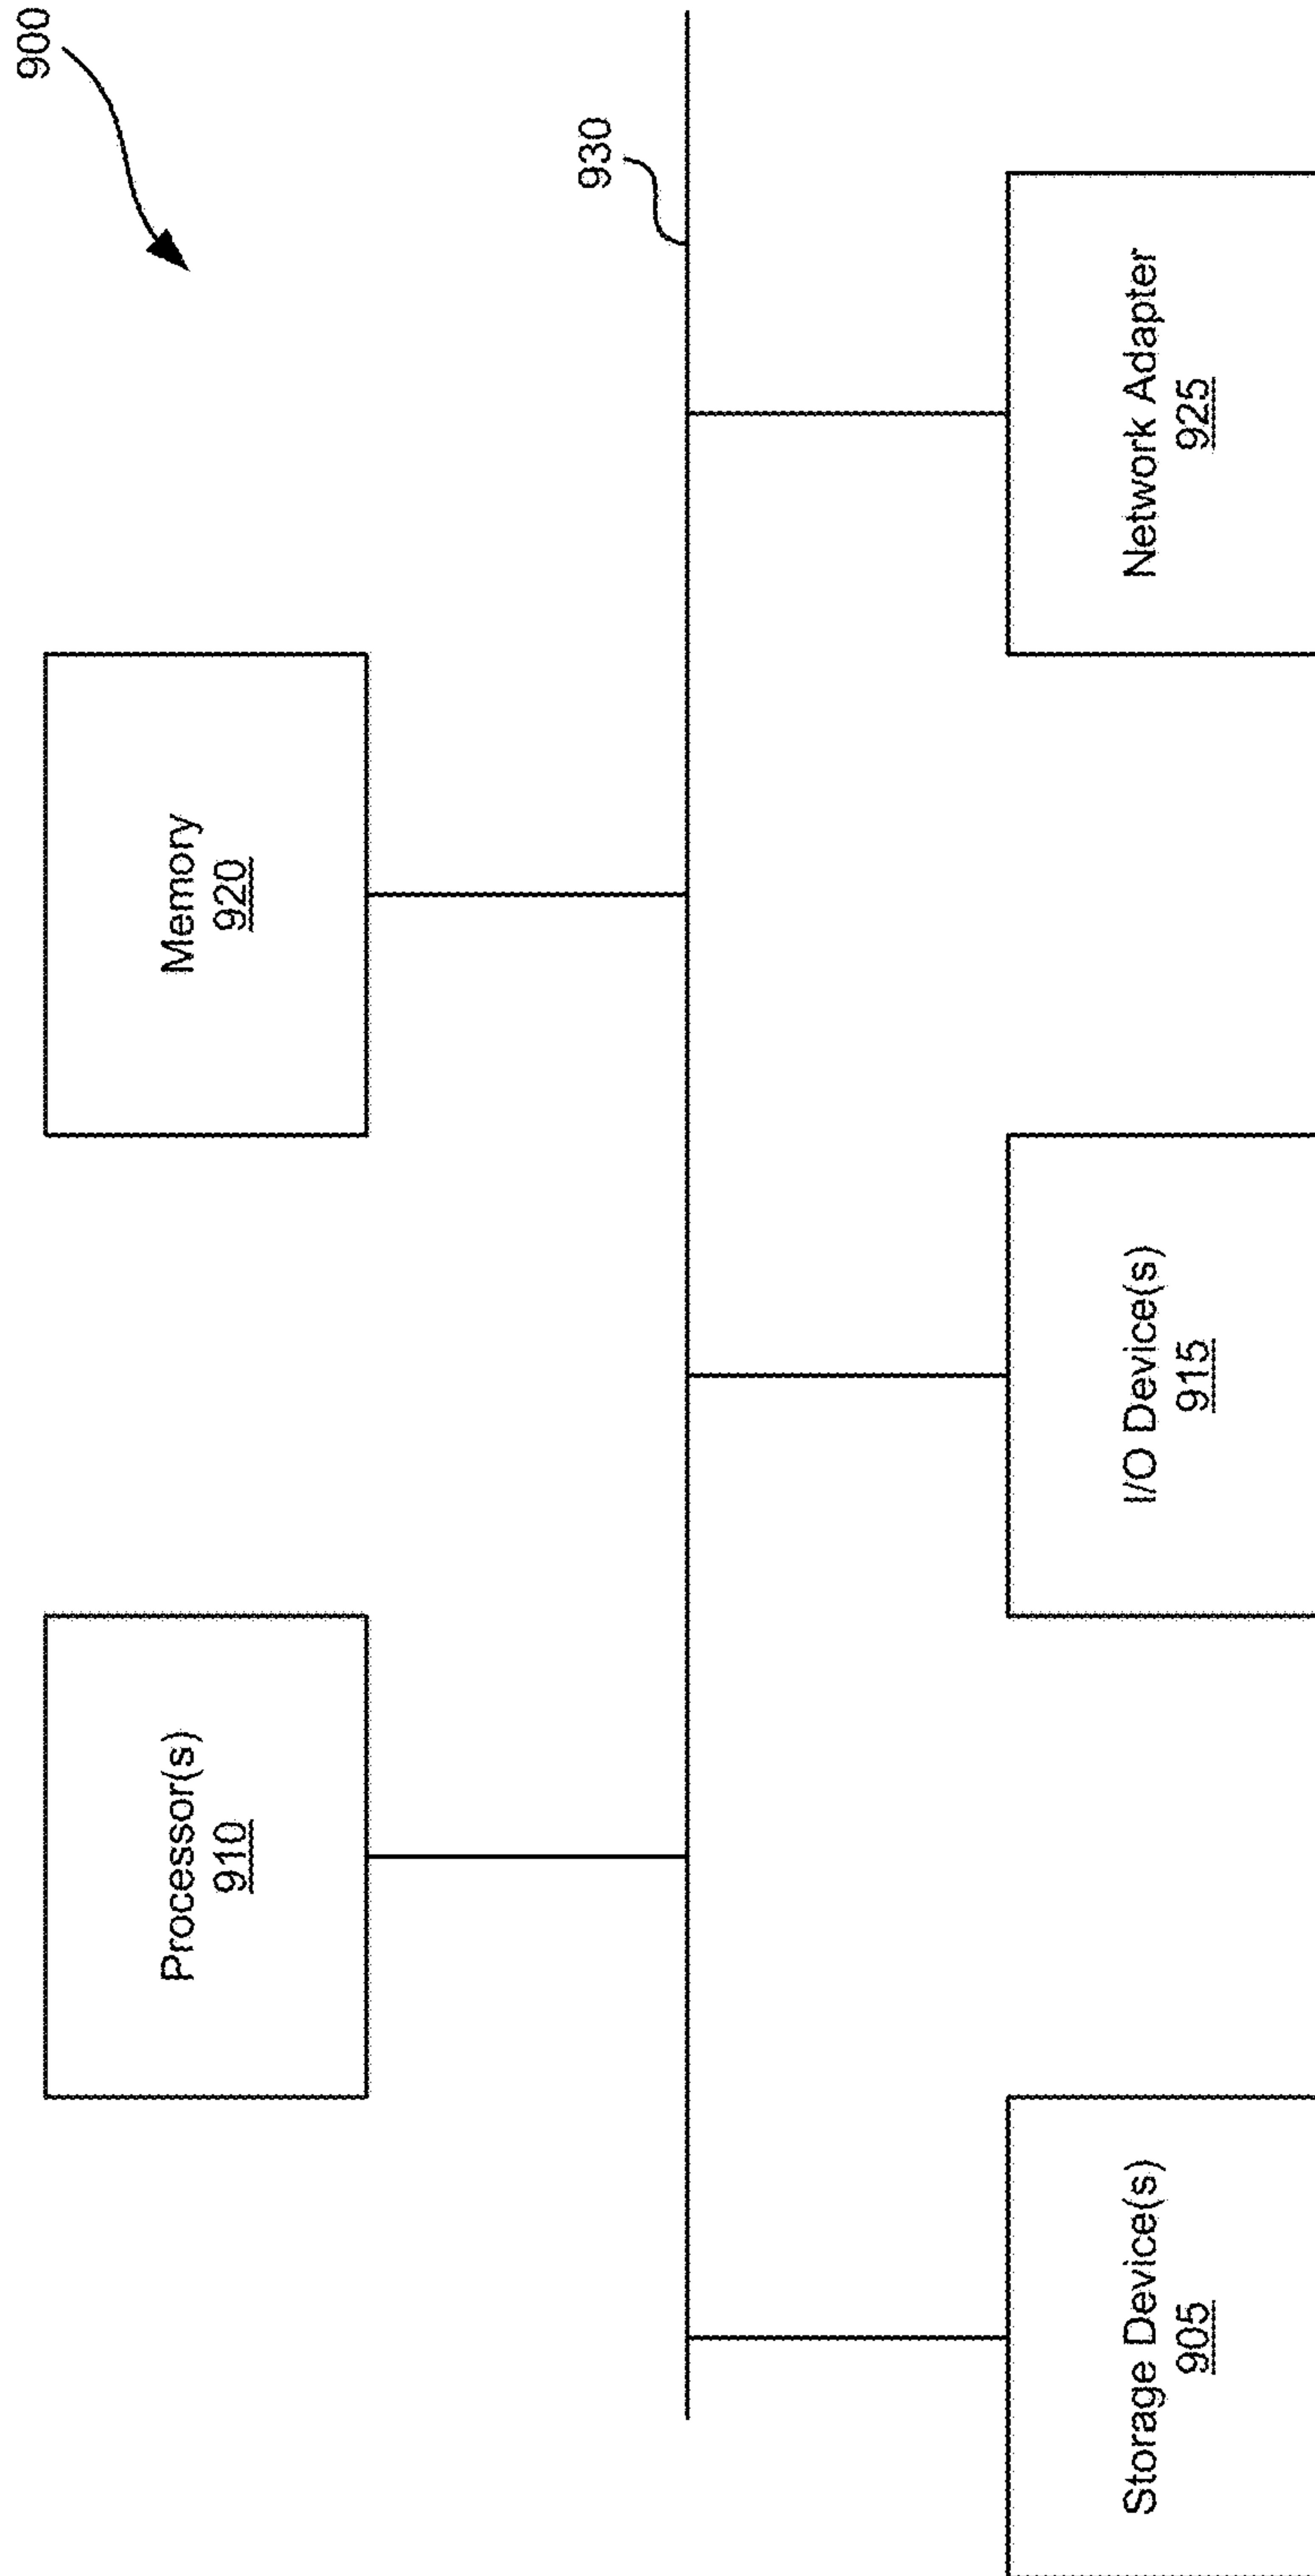 900
Processor(s)
910
Memory
920
930
Storage Device(s)
905
I/O Device(s)
915
Network Adapter
925